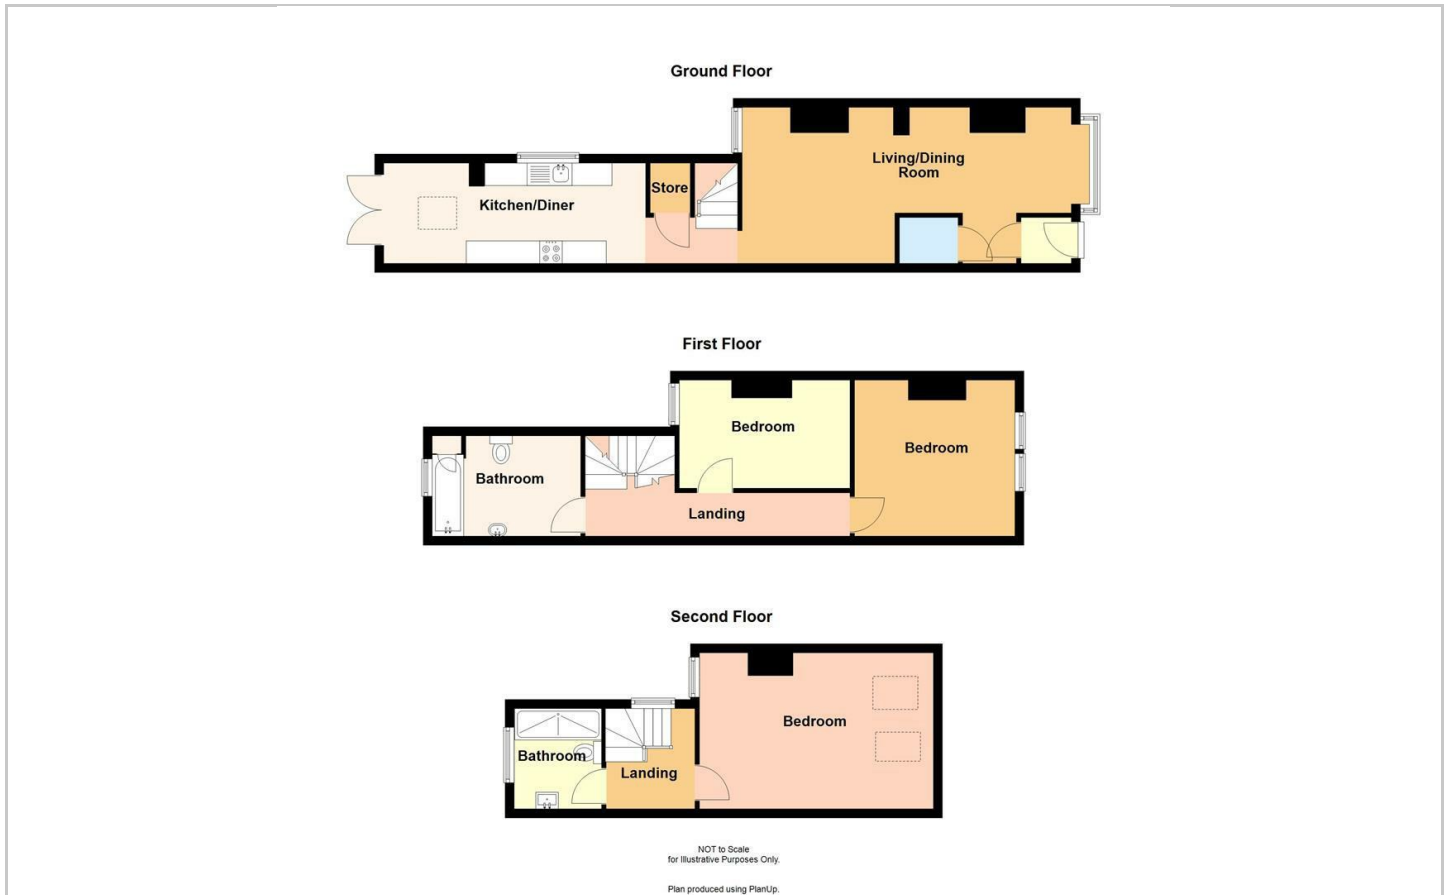 Ground Floor
Living/Dining
Room
Store
Kitchen/Diner
First Floor
Bedroom
Bedroom
Bathroom
Landing
Second Floor
Bedroom
Bathroom
Landing
NOT to Scale
for Illustrative Purposes Only.
Plan produced using PlanUp.